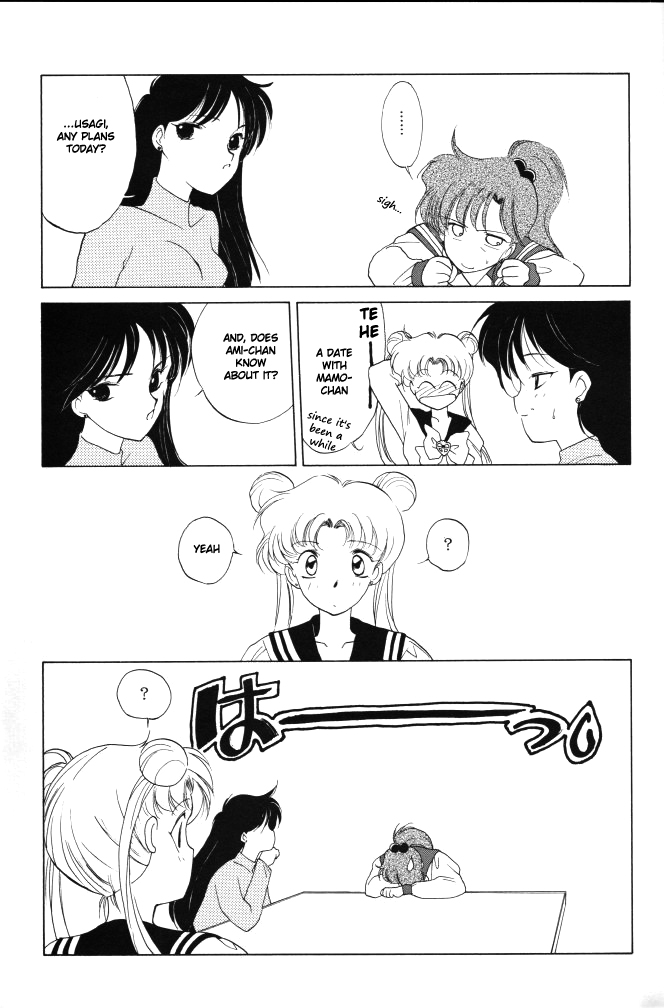 ...USAGI,
ANY PLANS
TODAY?
......
sigh...
AND, DOES
AMI-CHAN
KNOW
ABOUT IT?
TE
HE
A DATE
WITH
MAMO-
CHAN
since it's
been a
while
YEAH
?
?
はーっ